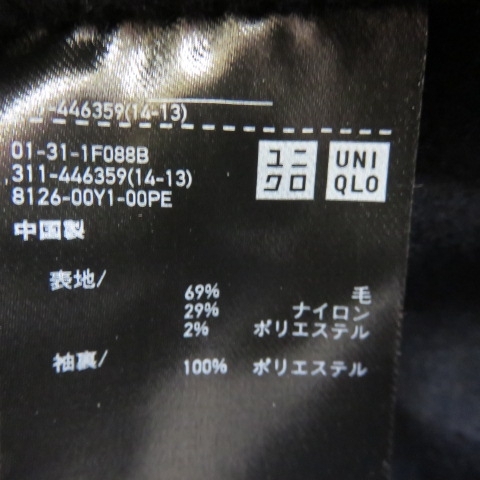 -446359(14-13)
01-31-1F088B
311-446359(14-13)
8126-00Y1-00PE
ユニ
クロ
UNI
QLO
中国製
表地/
69% 毛
29% ナイロン
2% ポリエステル
袖裏/
100% ポリエステル